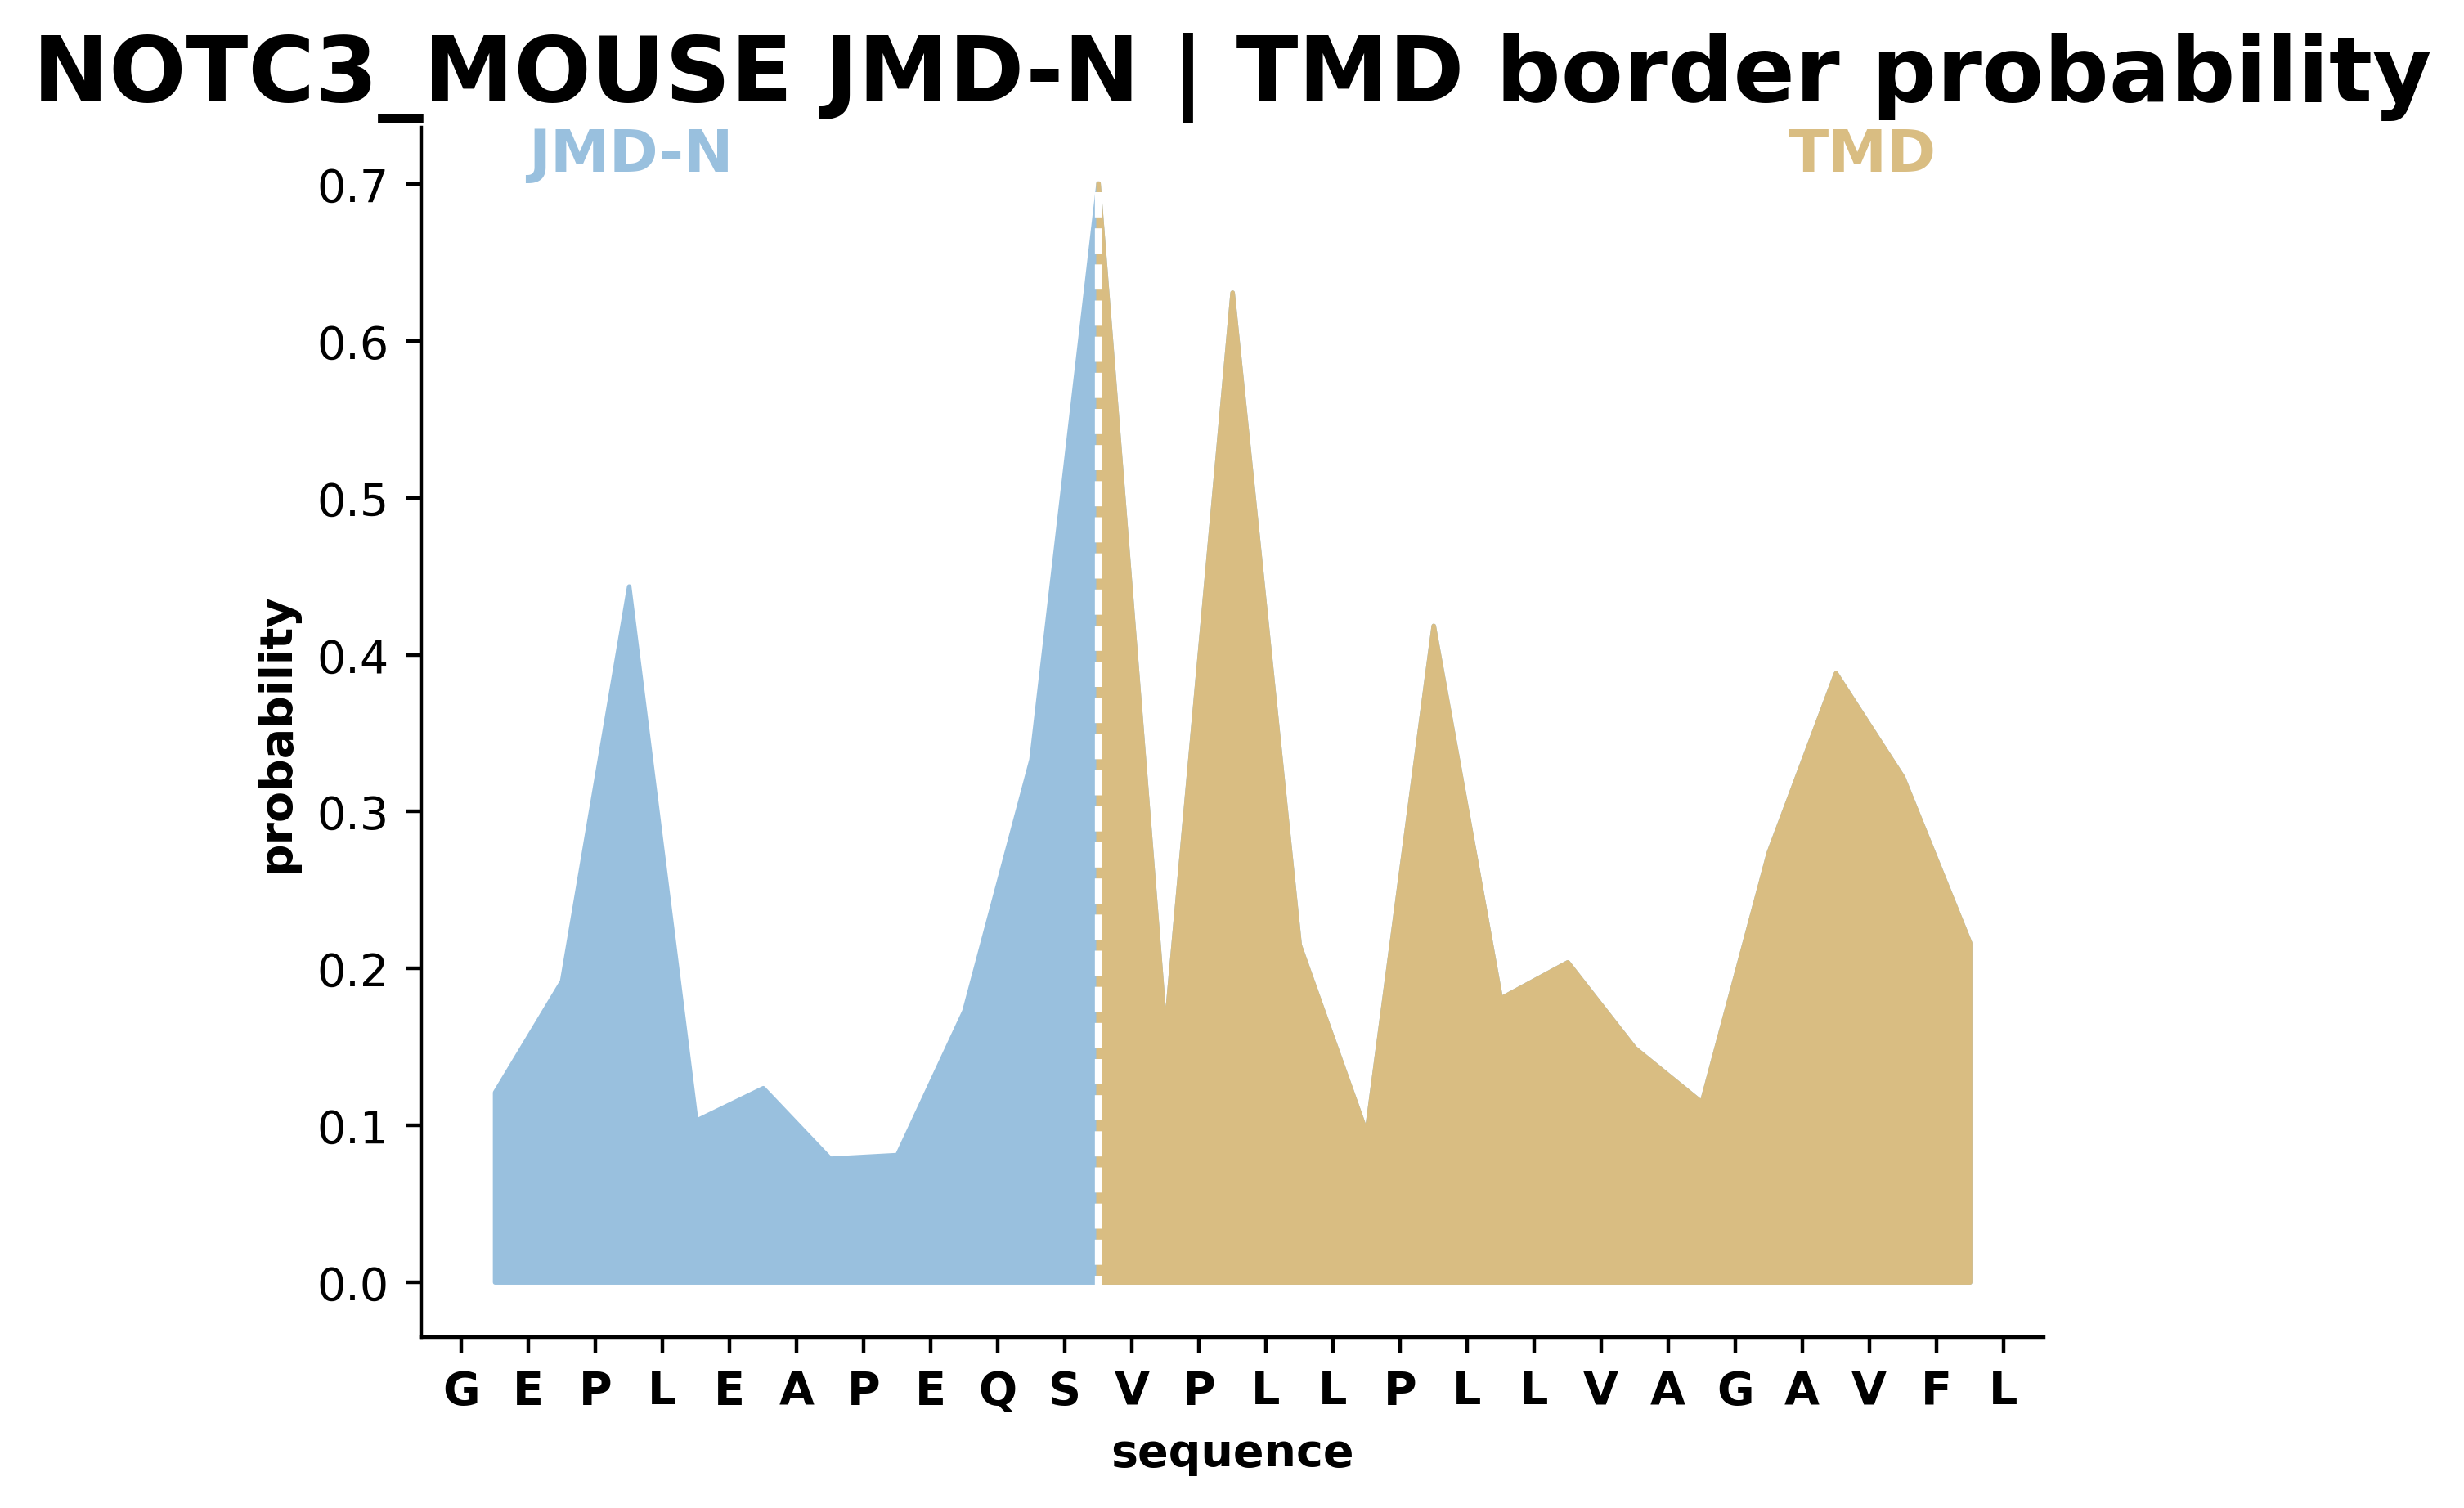 NOTC3_MOUSE JMD-N | TMD border probability
JMD-N
TMD
0.7
0.6
0.5
0.4
0.3
0.2
0.1
0.0
probability
G E P L E A P E Q S V P L L P L L V A G A V F L
sequence